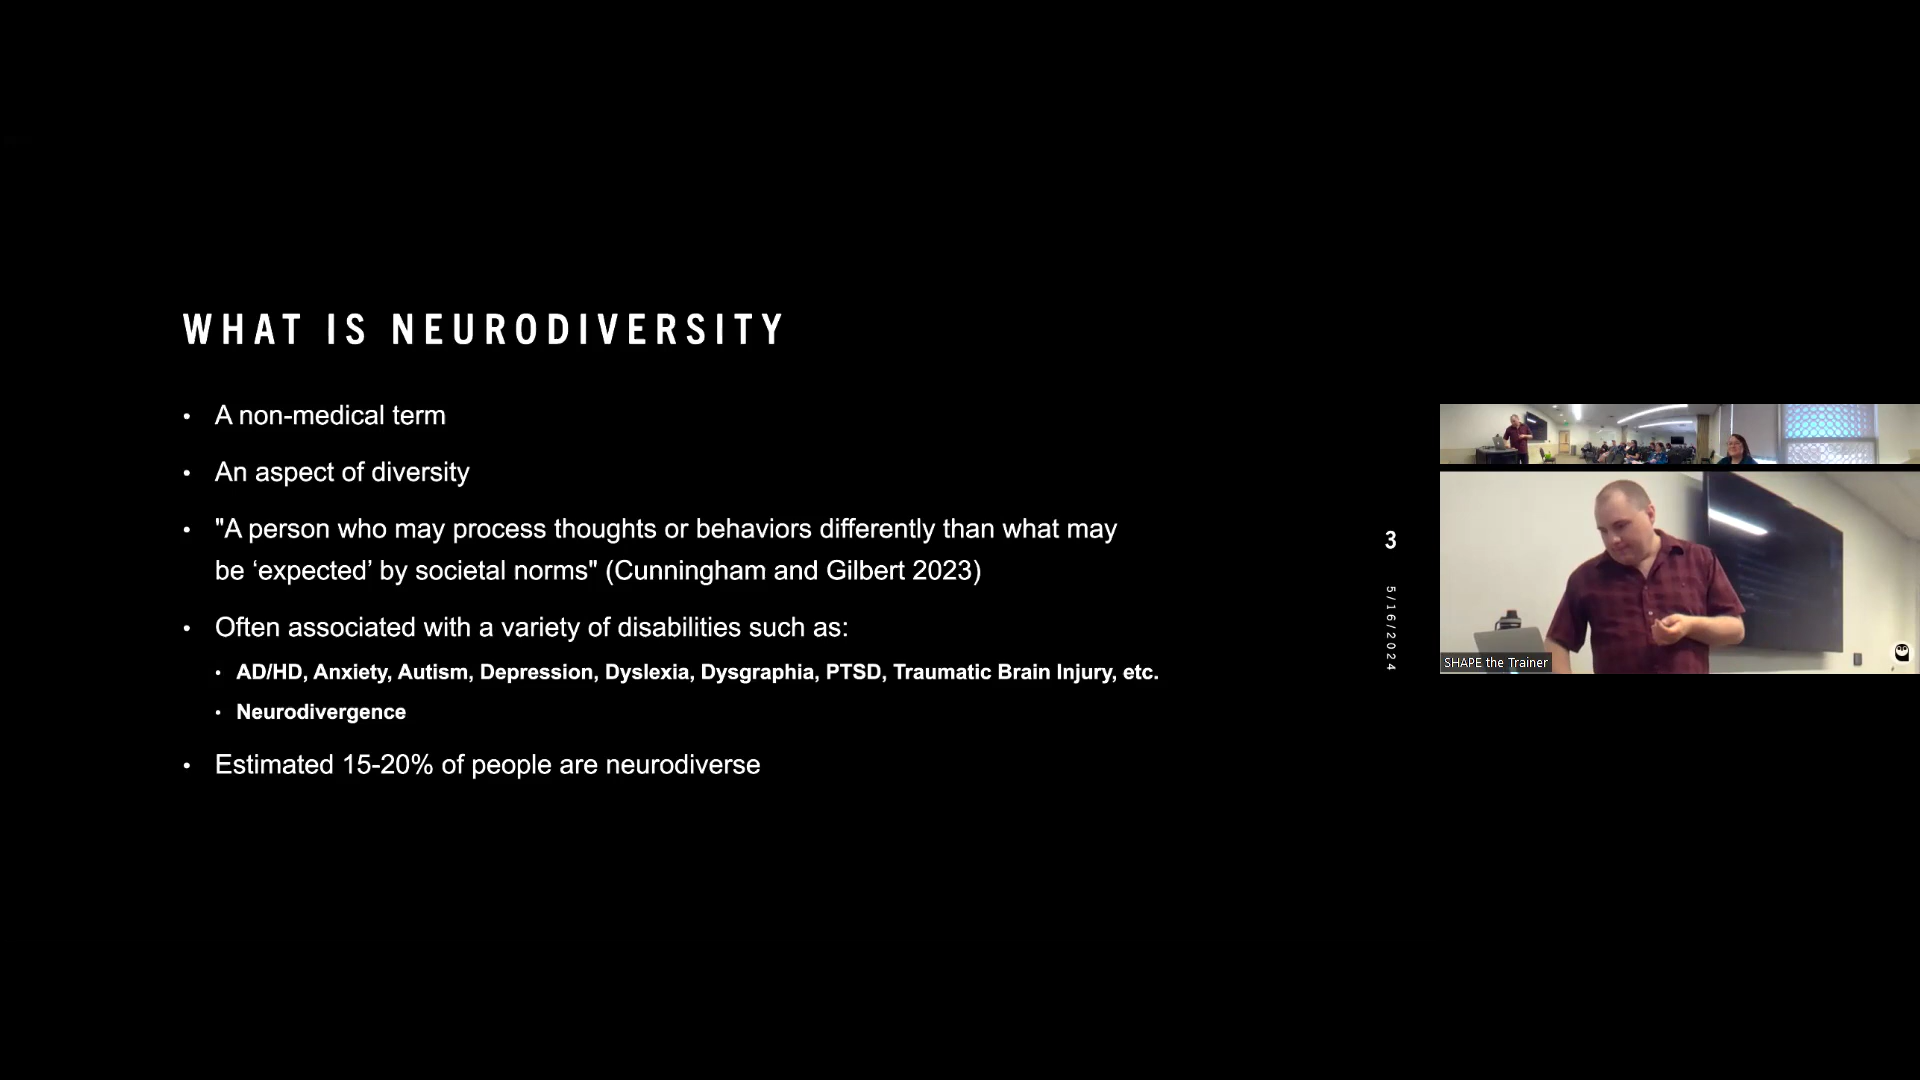 WHAT IS NEURODIVERSITY
• A non-medical term
• An aspect of diversity
• "A person who may process thoughts or behaviors differently than what may
be ‘expected’ by societal norms" (Cunningham and Gilbert 2023)
• Often associated with a variety of disabilities such as:
• AD/HD, Anxiety, Autism, Depression, Dyslexia, Dysgraphia, PTSD, Traumatic Brain Injury, etc.
• Neurodivergence
• Estimated 15-20% of people are neurodiverse
3
5/16/2024
SHAPE the Trainer